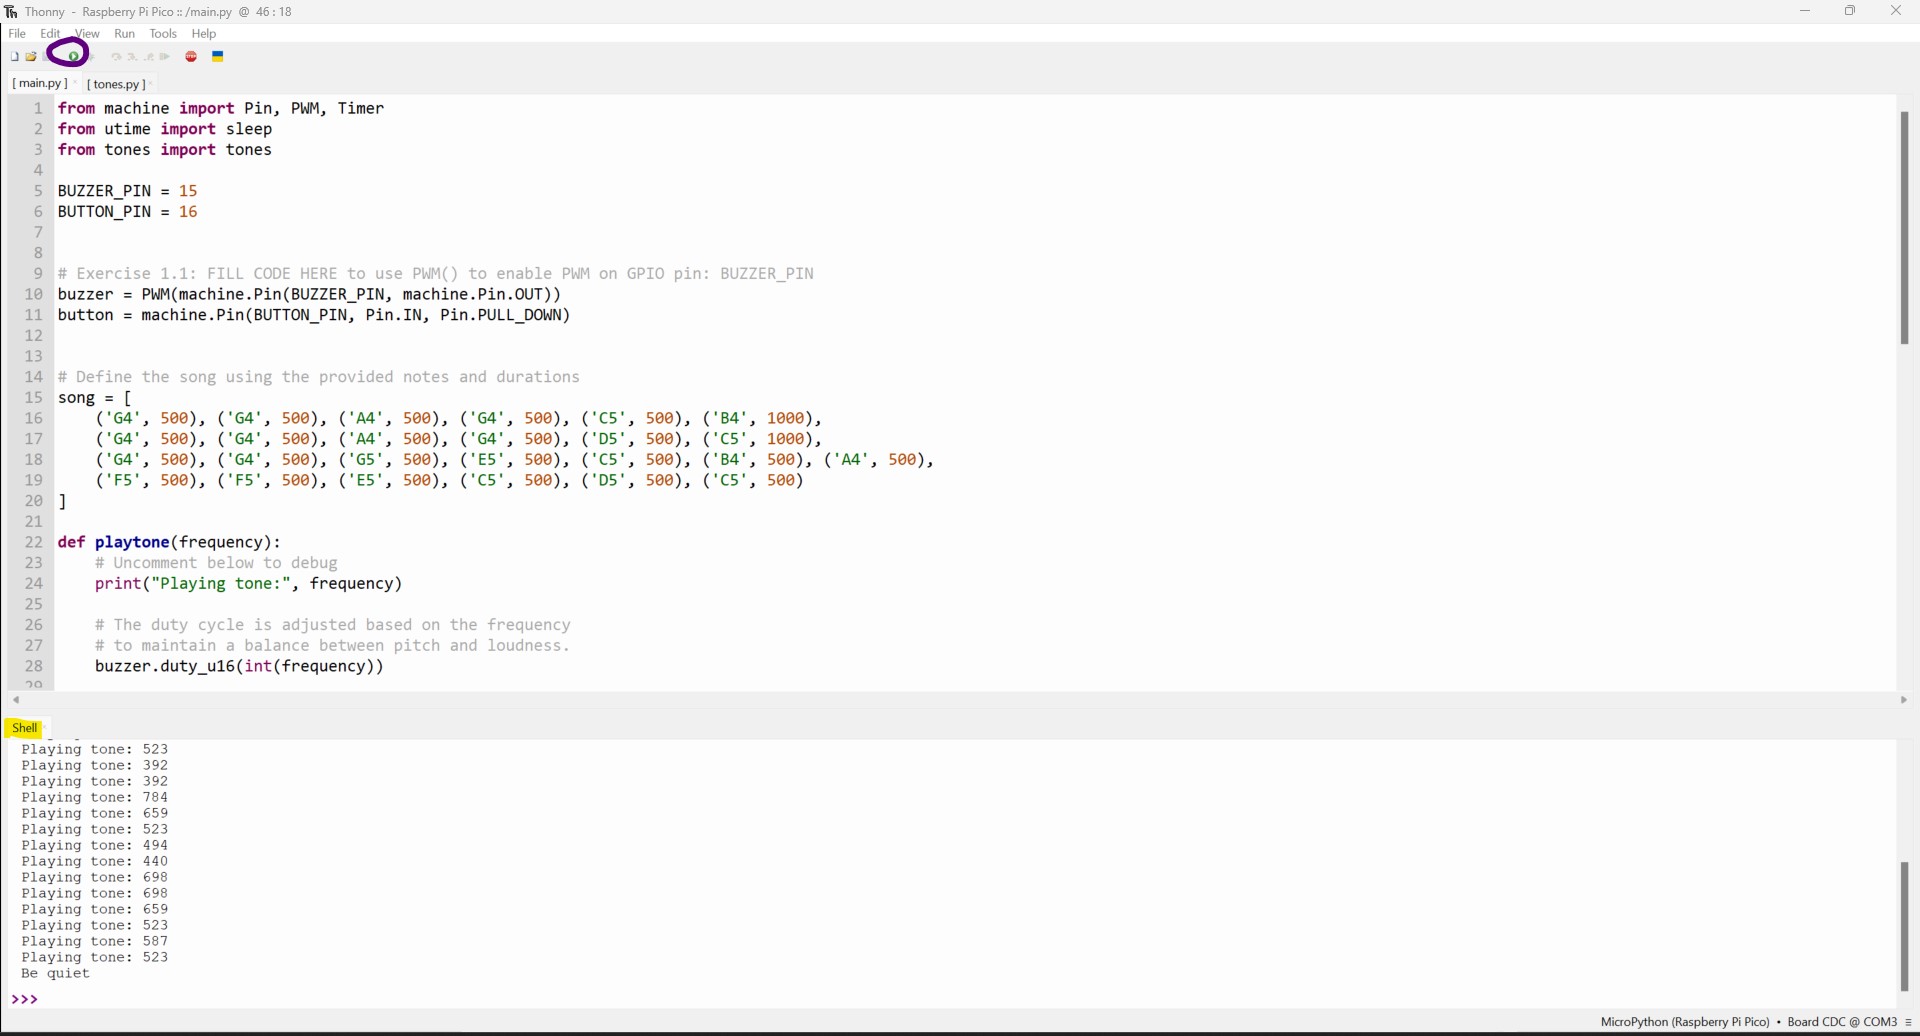 Thonny - Raspberry Pi Pico :: /main.py @ 46 : 18
File Edit View Run Tools Help
STOP
[ main.py ] [ tones.py ]
1 from machine import Pin, PWM, Timer
2 from utime import sleep
3 from tones import tones
4
5 BUZZER_PIN = 15
6 BUTTON_PIN = 16
7
8
9 # Exercise 1.1: FILL CODE HERE to use PWM() to enable PWM on GPIO pin: BUZZER_PIN
10 buzzer = PWM(machine.Pin(BUZZER_PIN, machine.Pin.OUT))
11 button = machine.Pin(BUTTON_PIN, Pin.IN, Pin.PULL_DOWN)
12
13
14 # Define the song using the provided notes and durations
15 song = [
16     ('G4', 500), ('G4', 500), ('A4', 500), ('G4', 500), ('C5', 500), ('B4', 1000),
17     ('G4', 500), ('G4', 500), ('A4', 500), ('G4', 500), ('D5', 500), ('C5', 1000),
18     ('G4', 500), ('G4', 500), ('G5', 500), ('E5', 500), ('C5', 500), ('B4', 500), ('A4', 500),
19     ('F5', 500), ('F5', 500), ('E5', 500), ('C5', 500), ('D5', 500), ('C5', 500)
20 ]
21
22 def playtone(frequency):
23     # Uncomment below to debug
24     print("Playing tone:", frequency)
25
26     # The duty cycle is adjusted based on the frequency
27     # to maintain a balance between pitch and loudness.
28     buzzer.duty_u16(int(frequency))
29
Shell
Playing tone: 523
Playing tone: 392
Playing tone: 392
Playing tone: 784
Playing tone: 659
Playing tone: 523
Playing tone: 494
Playing tone: 440
Playing tone: 698
Playing tone: 698
Playing tone: 659
Playing tone: 523
Playing tone: 587
Playing tone: 523
Be quiet
>>>
MicroPython (Raspberry Pi Pico) • Board CDC @ COM3 ≡